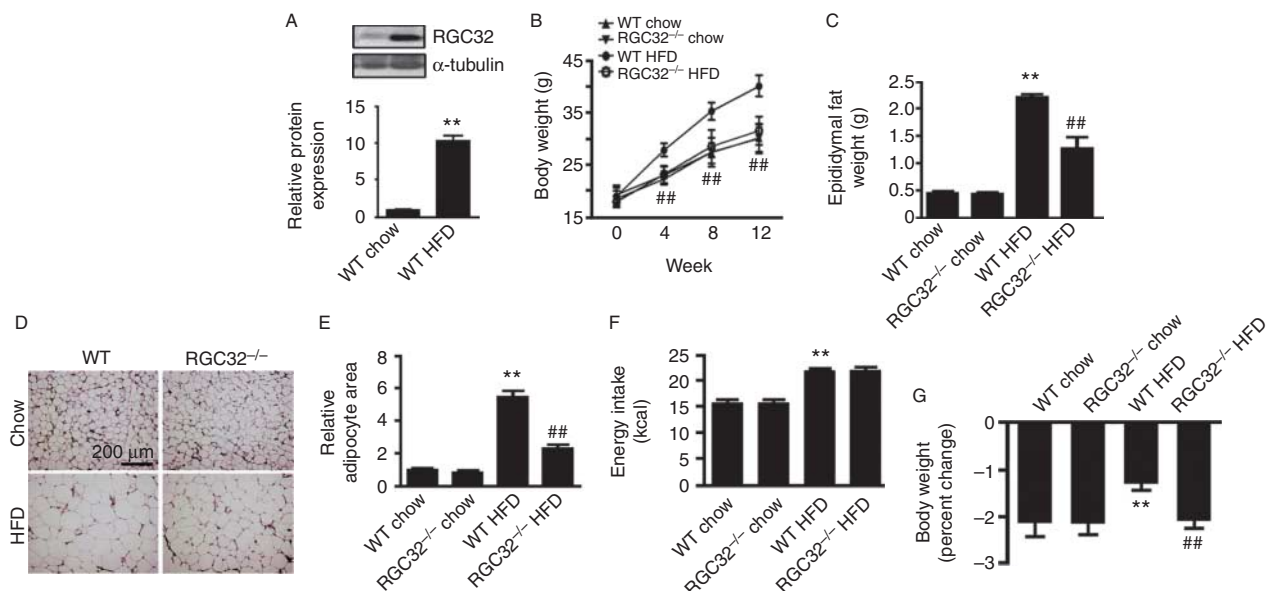 A
RGC32
α-tubulin
Relative protein expression
15
10
5
0
**
WT chow
WT HFD
B
WT chow
RGC32–/– chow
WT HFD
RGC32–/– HFD
Body weight (g)
45
35
25
15
##
##
##
0
4
8
12
Week
C
Epididymal fat weight (g)
2.5
2.0
1.5
1.0
0.5
0
**
##
WT chow
RGC32–/– chow
WT HFD
RGC32–/– HFD
D
WT
RGC32–/–
Chow
200 μm
HFD
E
Relative adipocyte area
8
6
4
2
0
**
##
WT chow
RGC32–/– chow
WT HFD
RGC32–/– HFD
F
Energy intake (kcal)
25
20
15
10
5
0
**
WT chow
RGC32–/– chow
WT HFD
RGC32–/– HFD
G
WT chow
RGC32–/– chow
WT HFD
RGC32–/– HFD
Body weight (percent change)
0
–1
–2
–3
**
##